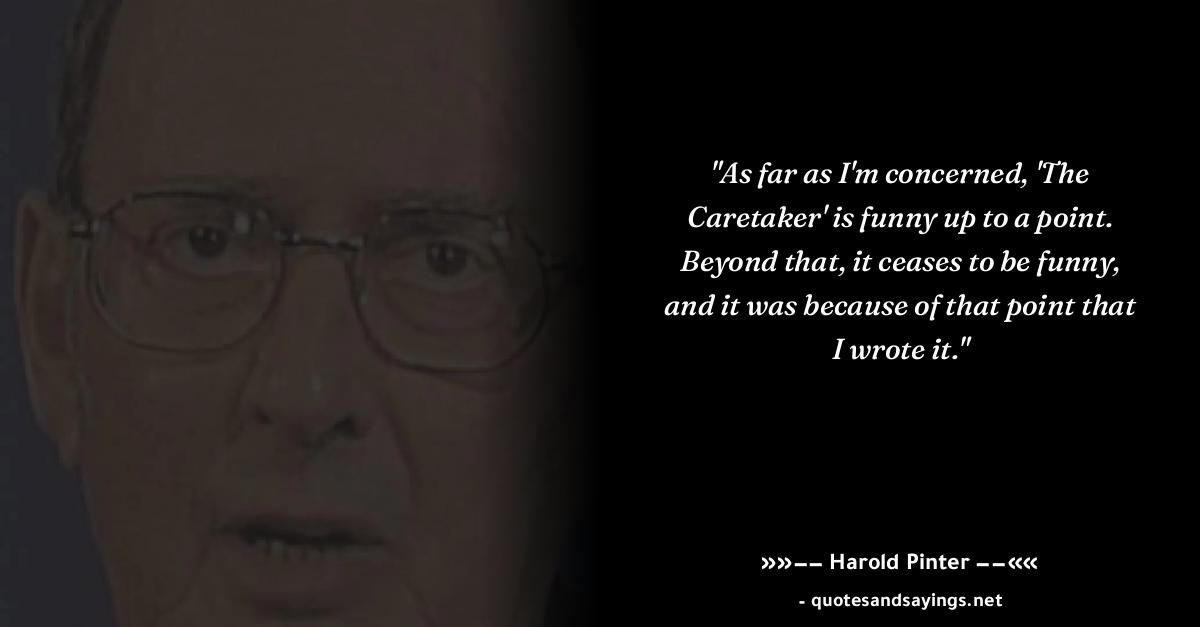 "As far as I'm concerned, 'The
Caretaker' is funny up to a point.
Beyond that, it ceases to be funny,
and it was because of that point that
I wrote it."
»»–– Harold Pinter ––««
- quotesandsayings.net